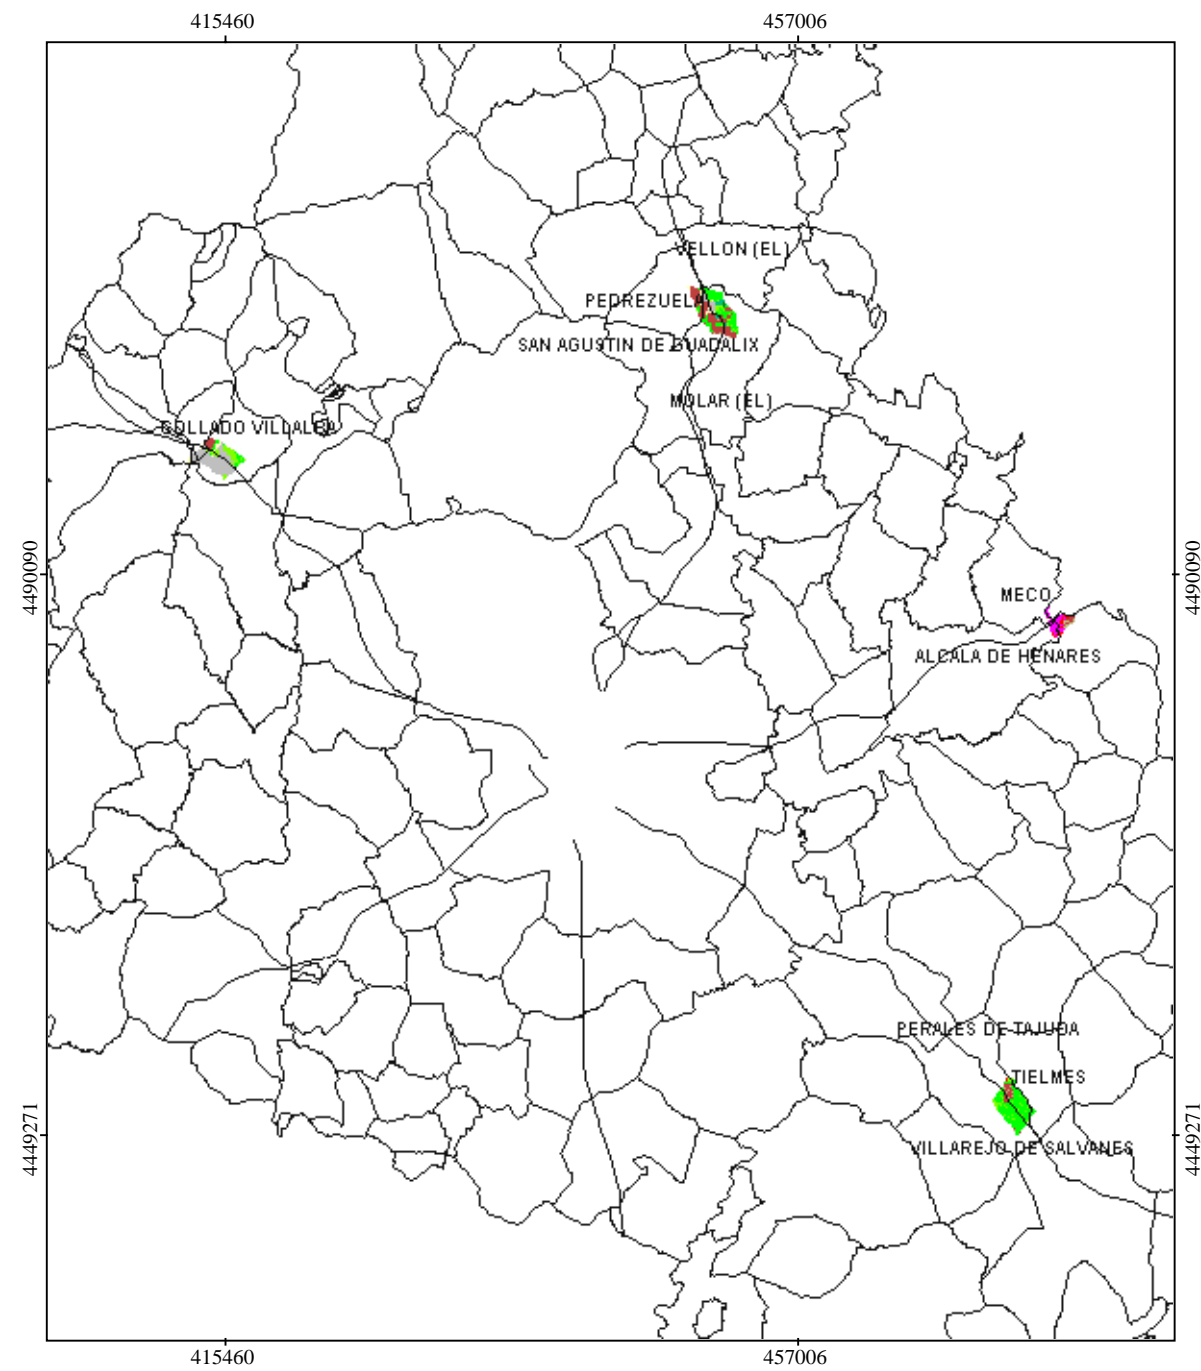 415460 457006
VELLON (EL)
PEDREZUELA
SAN AGUSTIN DE GUADALIX
MOLAR (EL)
COLLADO VILLALBA
4490090 4490090
MECO
ALCALA DE HENARES
PERALES DE TAJUDA
TIELMES
4449271 4449271
VILLAREJO DE SALVANES
415460 457006